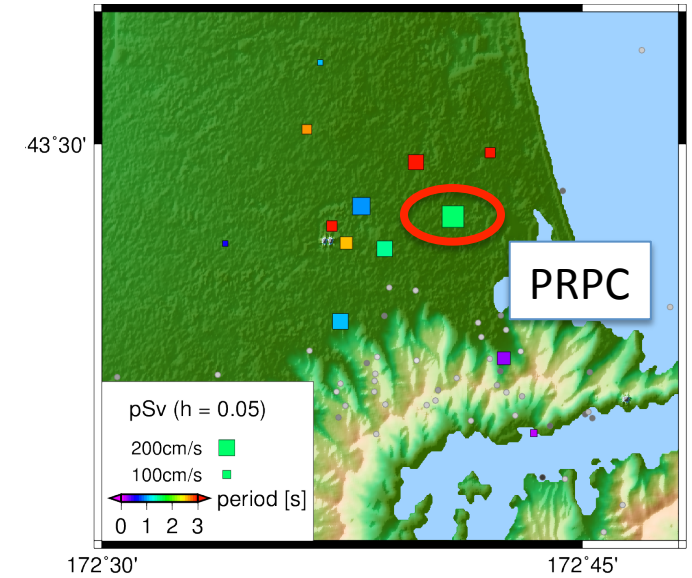 43˚30'
PRPC
pSv (h = 0.05)
200cm/s
100cm/s
period [s]
0 1 2 3
172˚30'
172˚45'